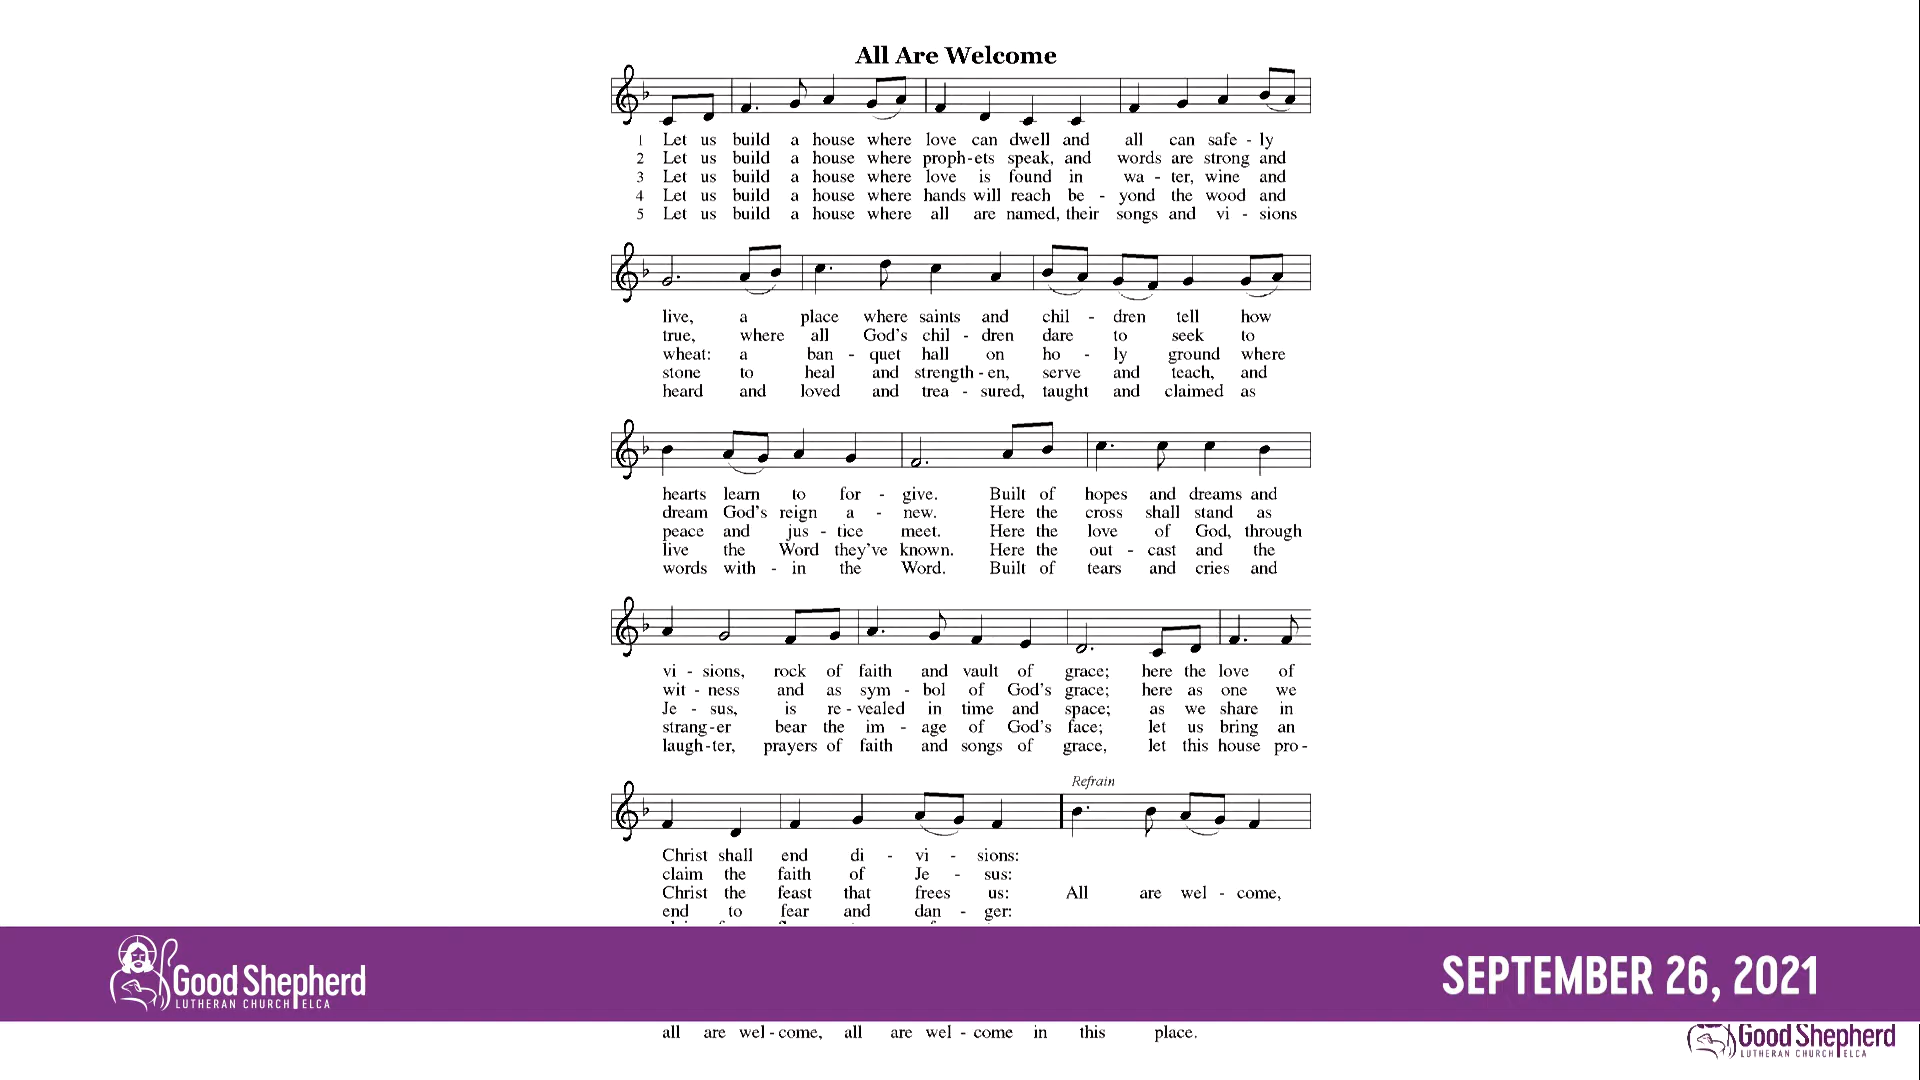 All Are Welcome
1 Let us build a house where love can dwell and all can safe - ly
2 Let us build a house where proph-ets speak, and words are strong and
3 Let us build a house where love is found in wa - ter, wine and
4 Let us build a house where hands will reach be - yond the wood and
5 Let us build a house where all are named, their songs and vi - sions
live, a place where saints and chil - dren tell how
true, where all God's chil - dren dare to seek to
wheat: a ban - quet hall on ho - ly ground where
stone to heal and strength - en, serve and teach, and
heard and loved and trea - sured, taught and claimed as
hearts learn to for - give. Built of hopes and dreams and
dream God's reign a - new. Here the cross shall stand as
peace and jus - tice meet. Here the love of God, through
live the Word they've known. Here the out - cast and the
words with - in the Word. Built of tears and cries and
vi - sions, rock of faith and vault of grace; here the love of
wit - ness and as sym - bol of God's grace; here as one we
Je - sus, is re - vealed in time and space; as we share in
strang-er bear the im - age of God's face; let us bring an
laugh-ter, prayers of faith and songs of grace, let this house pro-
Refrain
Christ shall end di - vi - sions:
claim the faith of Je - sus:
Christ the feast that frees us: All are wel - come,
end to fear and dan - ger:
Good Shepherd
LUTHERAN CHURCH ELCA
SEPTEMBER 26, 2021
all are wel - come, all are wel - come in this place.
Good Shepherd
LUTHERAN CHURCH ELCA